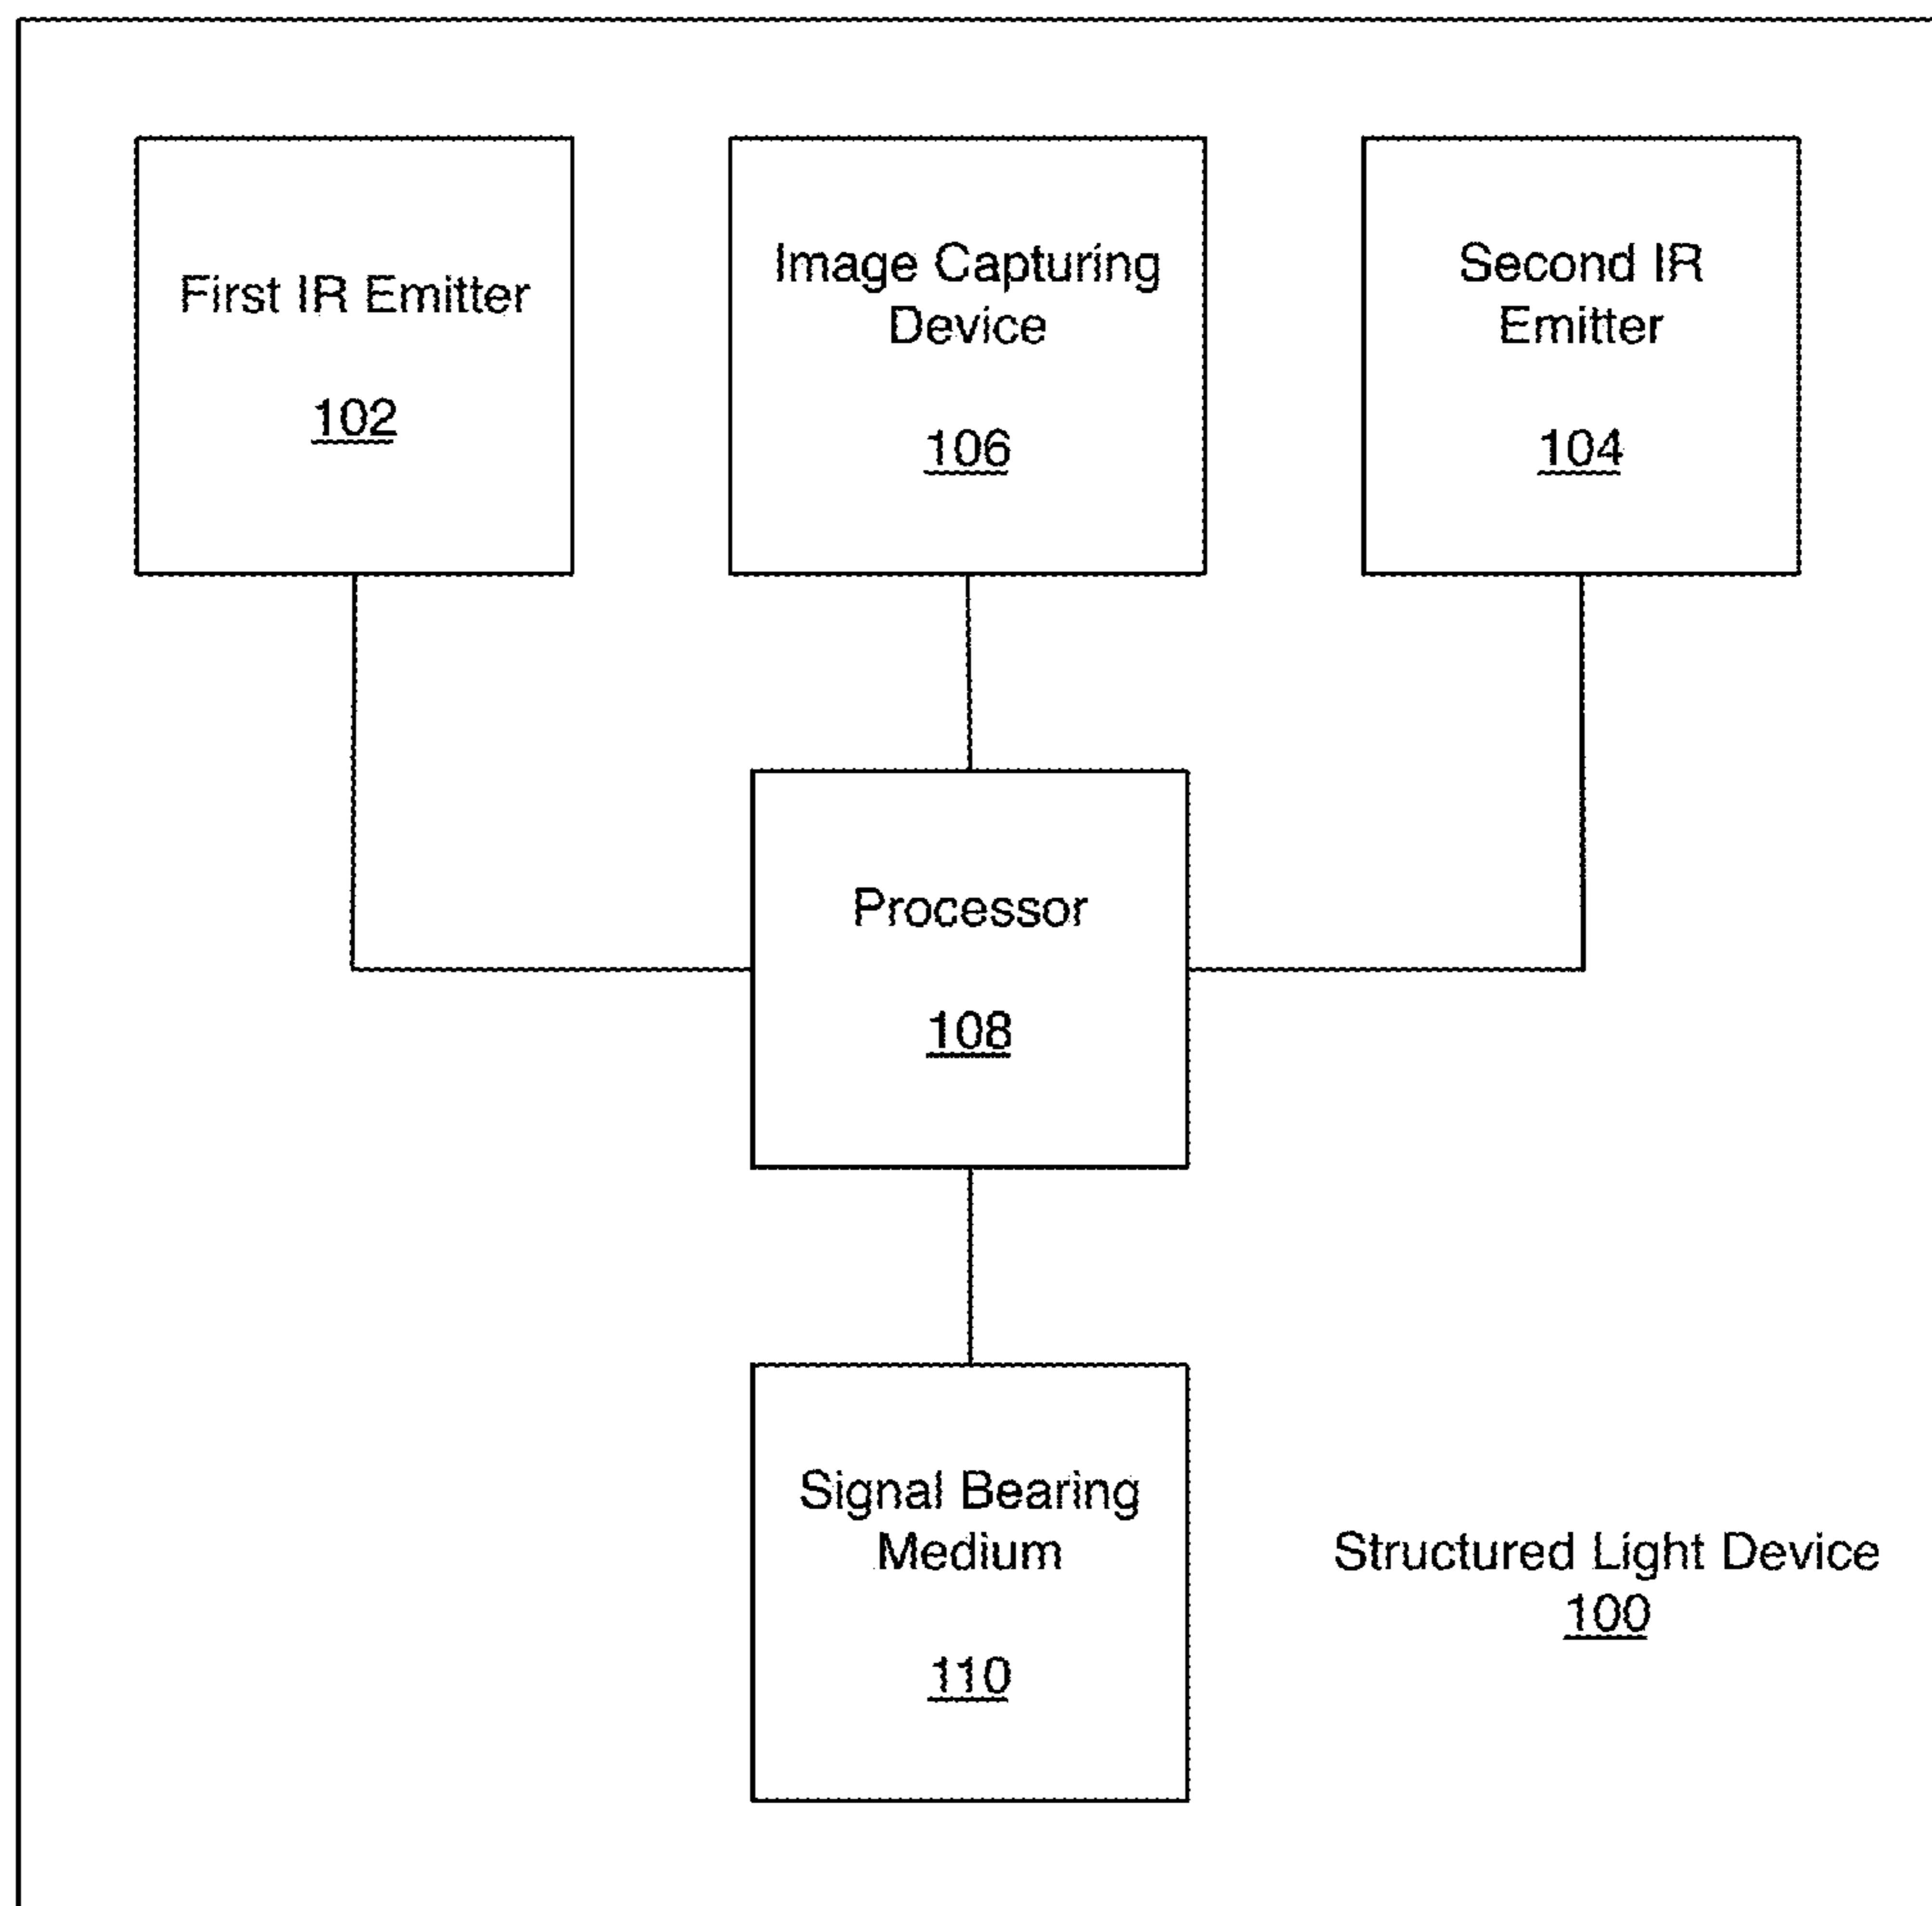 First IR Emitter
102
Image Capturing
Device
106
Second IR
Emitter
104
Processor
108
Signal Bearing
Medium
110
Structured Light Device
100